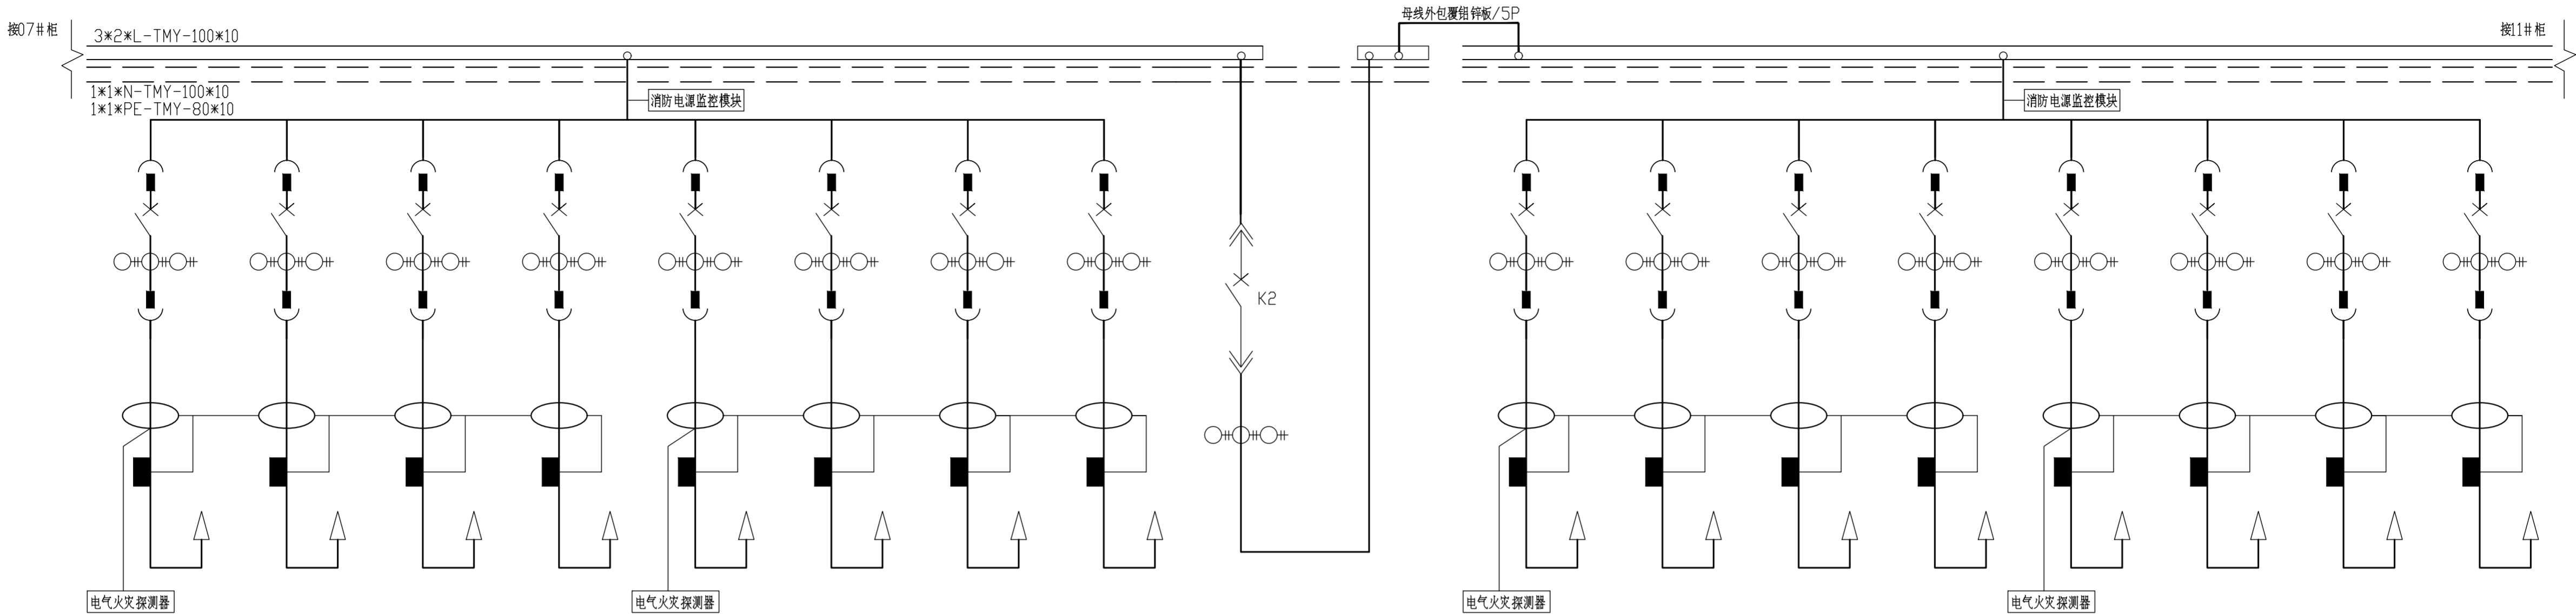 母线外包覆铝锌板/5P
接07#柜
3*2*L-TMY-100*10
接11#柜
1*1*N-TMY-100*10
1*1*PE-TMY-80*10
消防电源监控模块
消防电源监控模块
K2
电气火灾探测器
电气火灾探测器
电气火灾探测器
电气火灾探测器